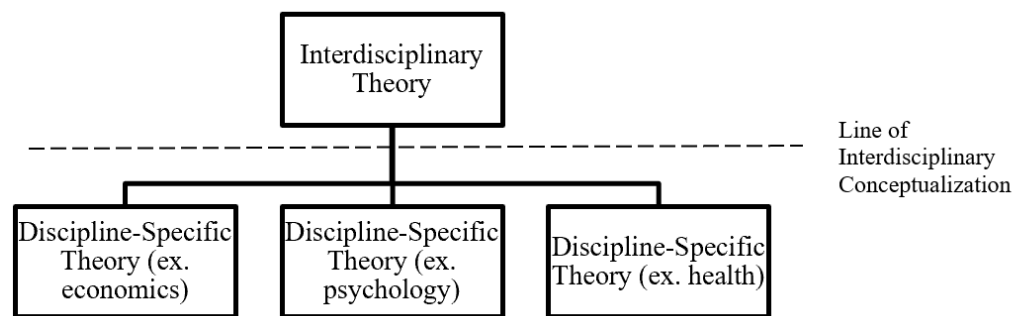 Interdisciplinary
Theory
Line of
Interdisciplinary
Conceptualization
Discipline-Specific
Theory (ex.
economics)
Discipline-Specific
Theory (ex.
psychology)
Discipline-Specific
Theory (ex. health)